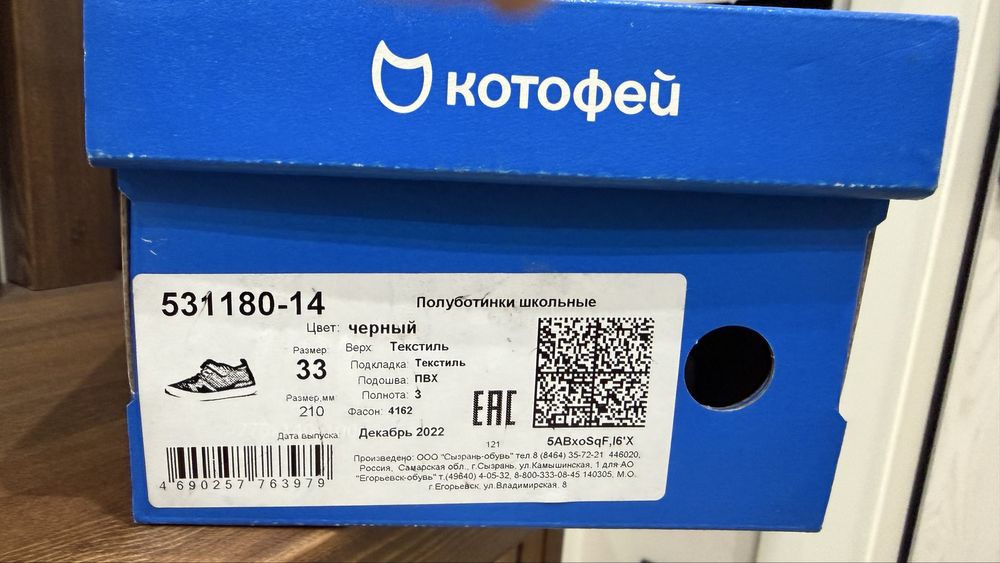 котофей
531180-14
Полуботинки школьные
Цвет: черный
Размер
33
Верх: Текстиль
Подкладка: Текстиль
Подошва: ПВХ
Полнота: 3
Размер,мм
210
Фасон: 4162
EAC
Дата выпуска: Декабрь 2022
121
5ABxoSqF,I6'X
4 690257 763979
Произведено: ООО "Сызрань-обувь" тел.8 (8464) 35-72-21 446020,
Россия, Самарская обл., г.Сызрань, ул.Камышинская, 1 для АО
"Егорьевск-обувь" т.(49640) 4-05-32, 8-800-333-08-45 140305, М.О.
г.Егорьевск, ул.Владимирская, 8